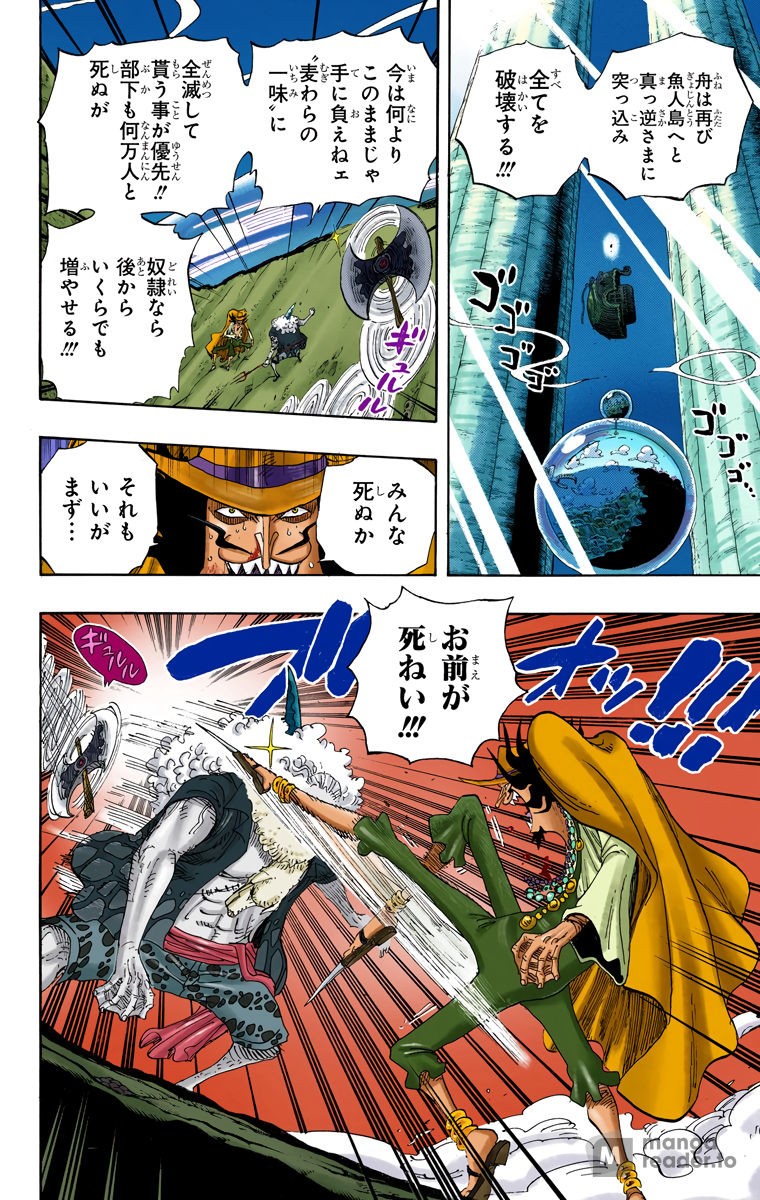 舟は再び
魚人島へと
真っ逆さまに
突っ込み
全てを
破壊する!!!
ゴゴゴゴ
ゴゴゴゴ…
今は何より
このままじゃ
手に負えねェ
〝麦わらの
一味〟に
全滅して
貰う事が優先!!
部下も何万人と
死ぬが
奴隷なら
後から
いくらでも
増やせる!!!
ギュルル
みんな
死ぬか
それも
いいが
まず…
お前が
死ねい!!!
ズオッ!!!
ギュルル
manga
reader.to